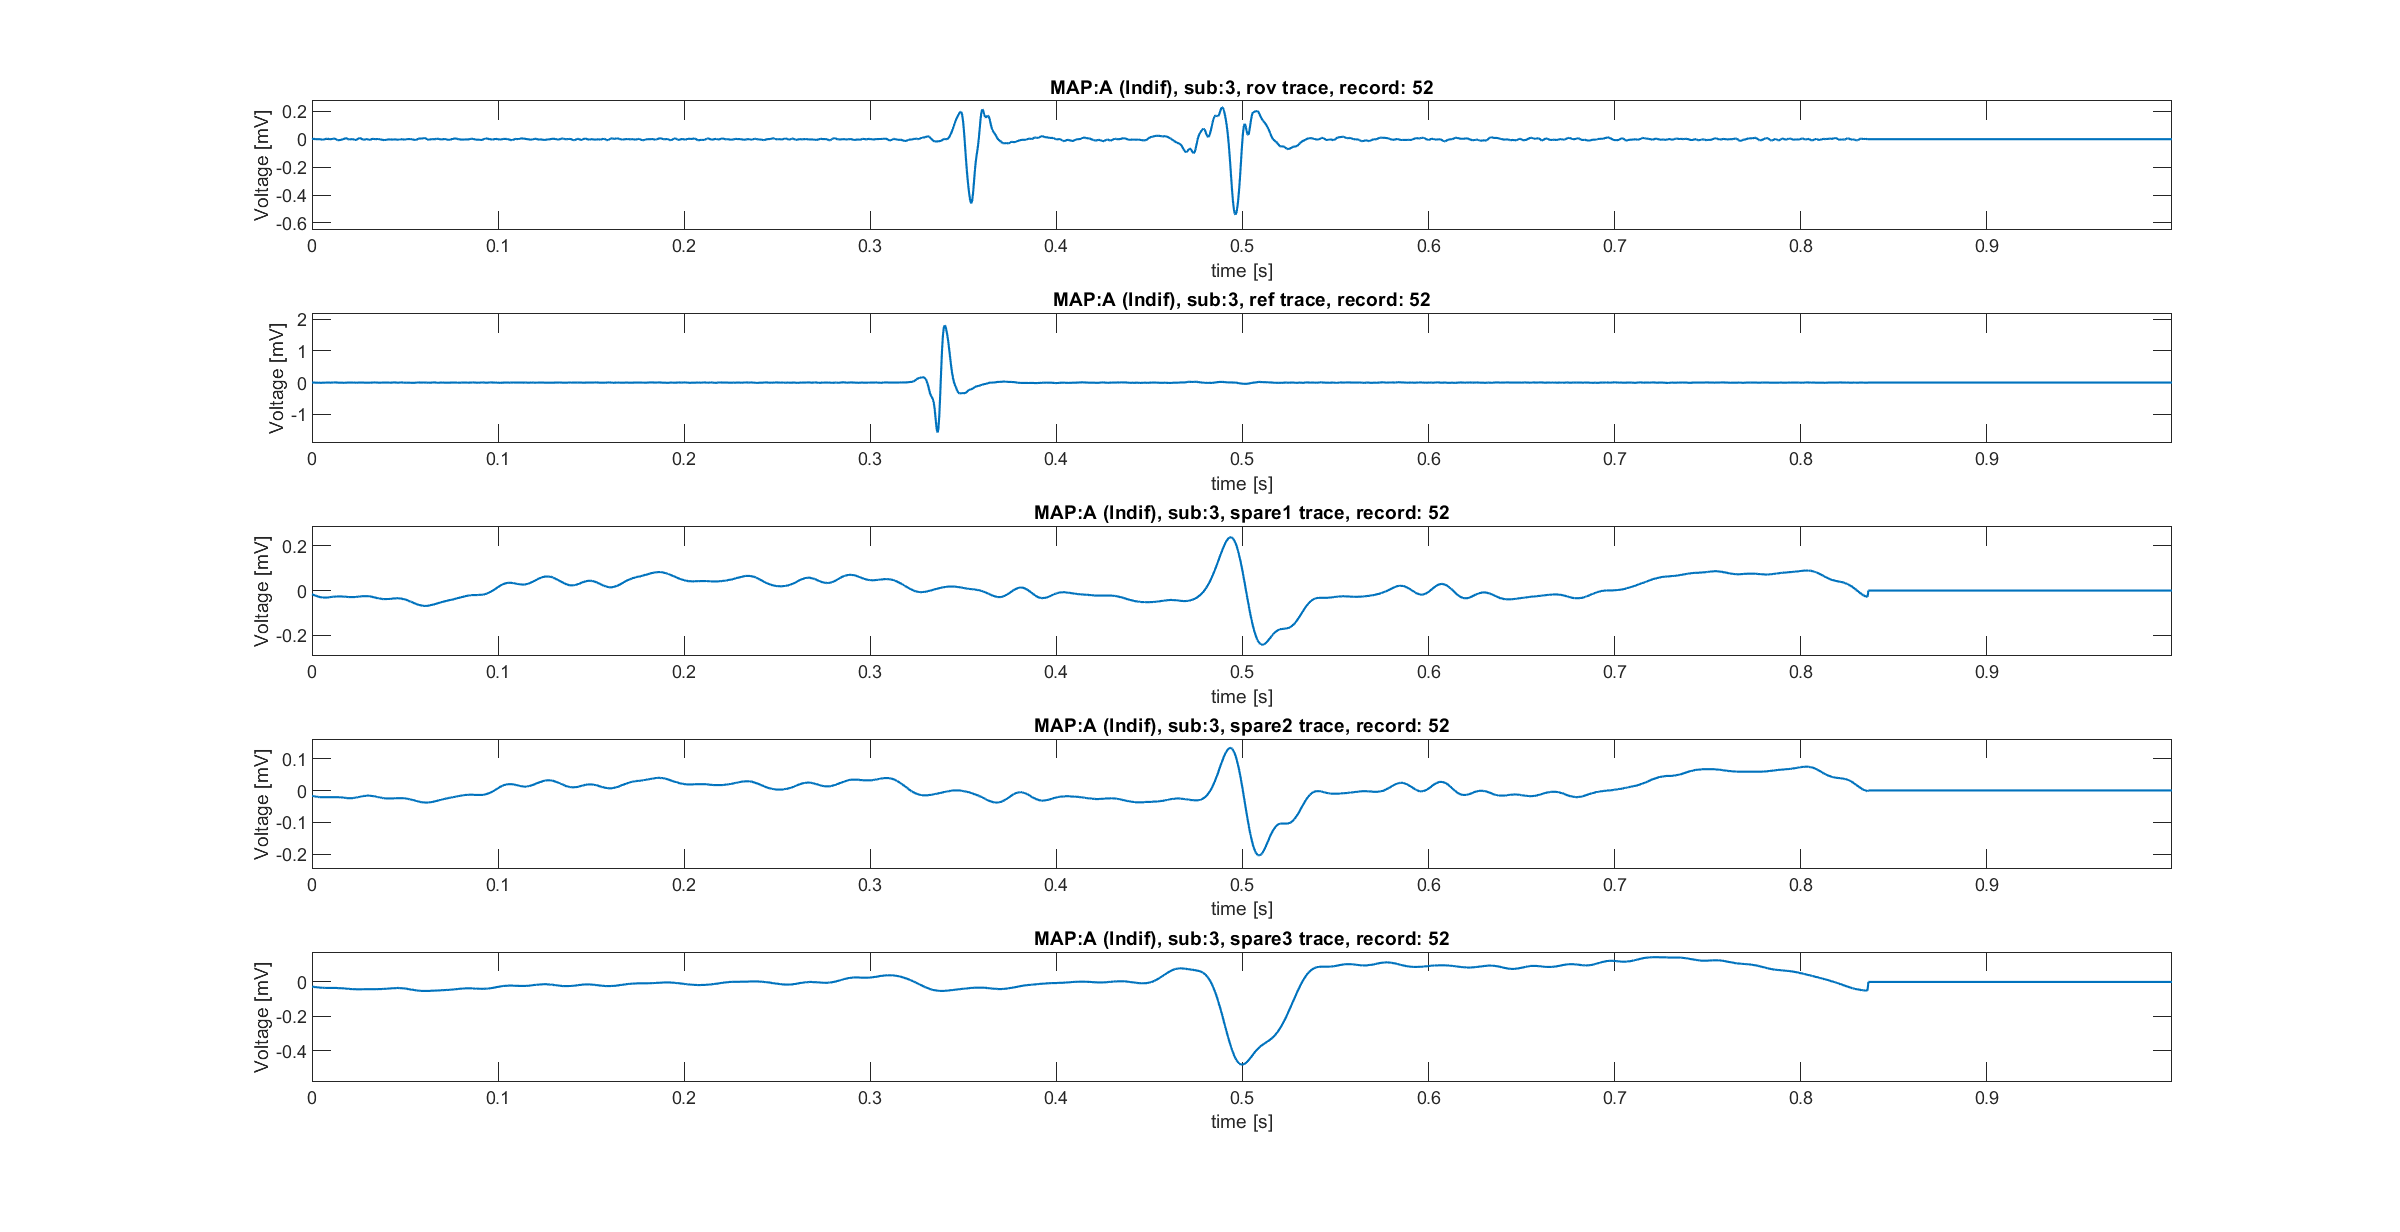 MAP:A (Indif), sub:3, rov trace, record: 52
Voltage [mV]
0.2
0
-0.2
-0.4
-0.6
0 0.1 0.2 0.3 0.4 0.5 0.6 0.7 0.8 0.9
time [s]
MAP:A (Indif), sub:3, ref trace, record: 52
Voltage [mV]
2
1
0
-1
0 0.1 0.2 0.3 0.4 0.5 0.6 0.7 0.8 0.9
time [s]
MAP:A (Indif), sub:3, spare1 trace, record: 52
Voltage [mV]
0.2
0
-0.2
0 0.1 0.2 0.3 0.4 0.5 0.6 0.7 0.8 0.9
time [s]
MAP:A (Indif), sub:3, spare2 trace, record: 52
Voltage [mV]
0.1
0
-0.1
-0.2
0 0.1 0.2 0.3 0.4 0.5 0.6 0.7 0.8 0.9
time [s]
MAP:A (Indif), sub:3, spare3 trace, record: 52
Voltage [mV]
0
-0.2
-0.4
0 0.1 0.2 0.3 0.4 0.5 0.6 0.7 0.8 0.9
time [s]